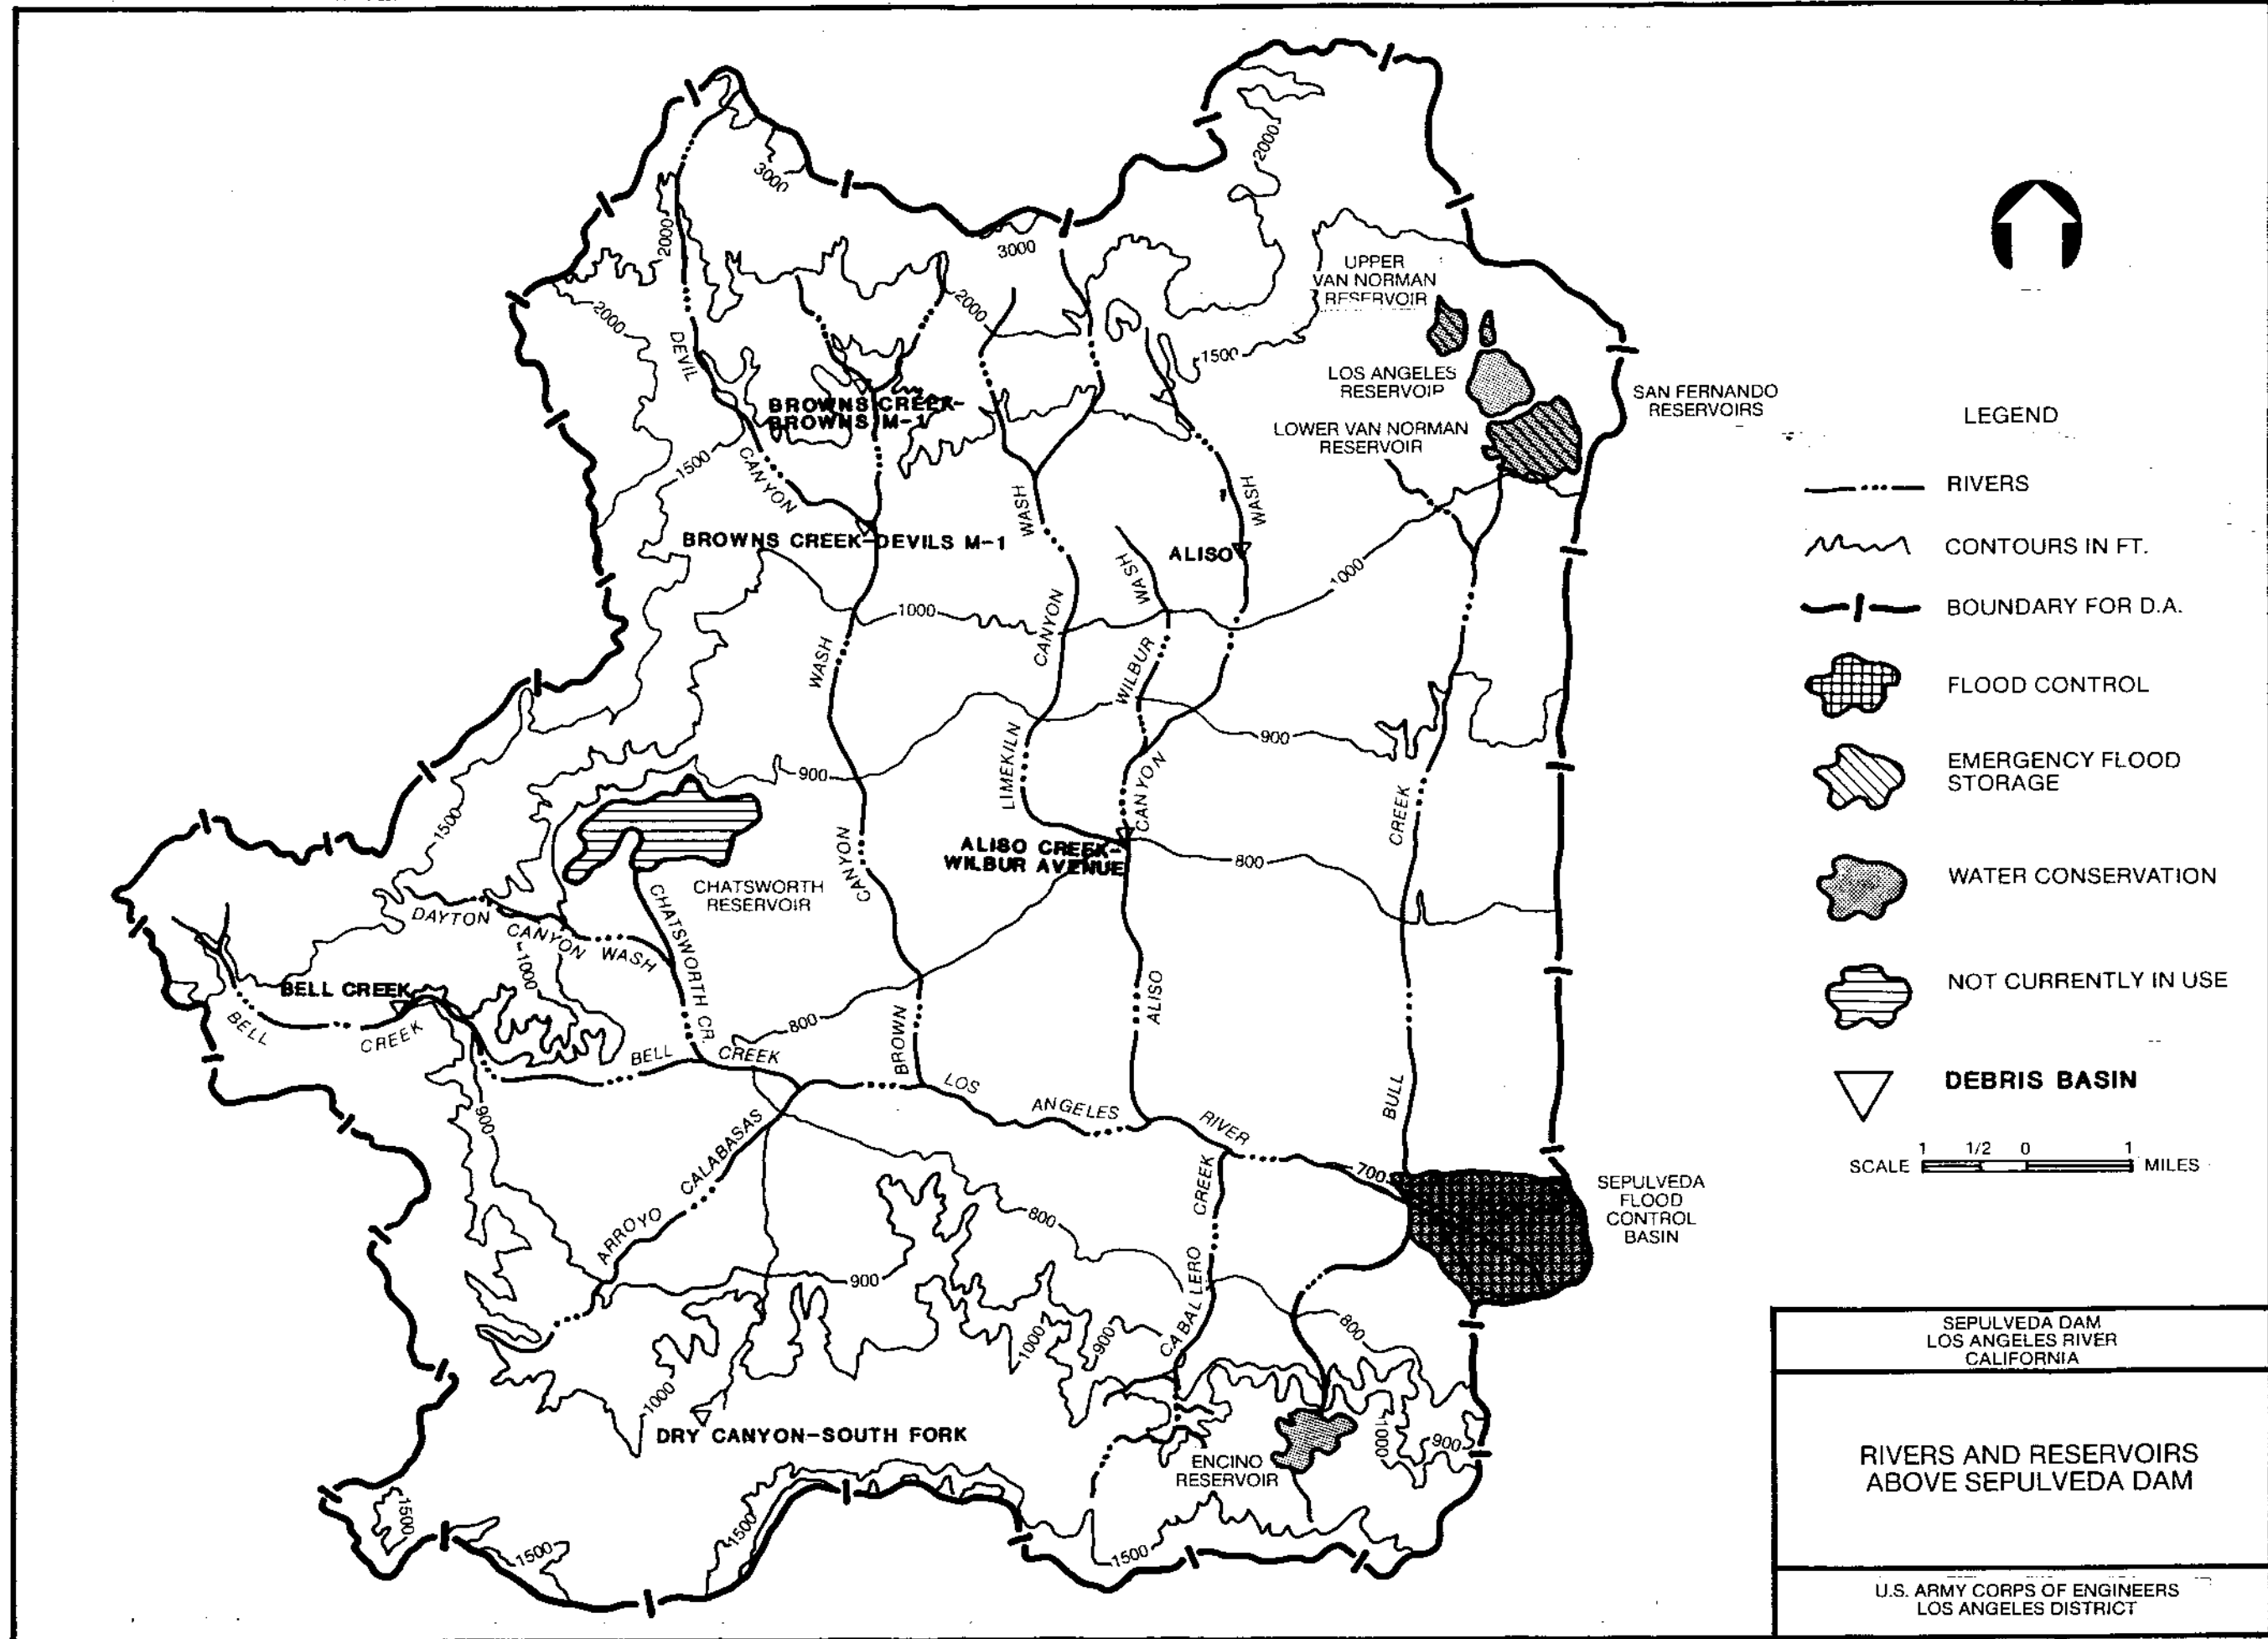 3000
2000
2000
3000
2000
2000
1500
UPPER
VAN NORMAN
RESERVOIR
LOS ANGELES
RESERVOIR
SAN FERNANDO
RESERVOIRS
LOWER VAN NORMAN
RESERVOIR
DEVIL
CANYON
BROWNS CREEK-
BROWNS M-1
1500
BROWNS CREEK-DEVILS M-1
WASH
WASH
ALISO
WASH
1000
1000
CANYON
WILBUR
WASH
900
900
LIMEKILN
CANYON
CREEK
1500
CANYON
ALISO CREEK-
WILBUR AVENUE
800
CHATSWORTH
RESERVOIR
DAYTON
CANYON
WASH
CHATSWORTH CR.
1000
BELL CREEK
BELL
CREEK
800
BROWN
ALISO
BELL
CREEK
LOS
ANGELES
RIVER
BULL
900
ARROYO
CALABASAS
700
CREEK
SEPULVEDA
FLOOD
CONTROL
BASIN
800
900
CABALLERO
800
1000
900
1000
DRY CANYON-SOUTH FORK
ENCINO
RESERVOIR
1000
900
1500
1500
1500
1500
LEGEND
RIVERS
CONTOURS IN FT.
BOUNDARY FOR D.A.
FLOOD CONTROL
EMERGENCY FLOOD
STORAGE
WATER CONSERVATION
NOT CURRENTLY IN USE
DEBRIS BASIN
1 1/2 0 1
SCALE MILES
SEPULVEDA DAM
LOS ANGELES RIVER
CALIFORNIA
RIVERS AND RESERVOIRS
ABOVE SEPULVEDA DAM
U.S. ARMY CORPS OF ENGINEERS
LOS ANGELES DISTRICT